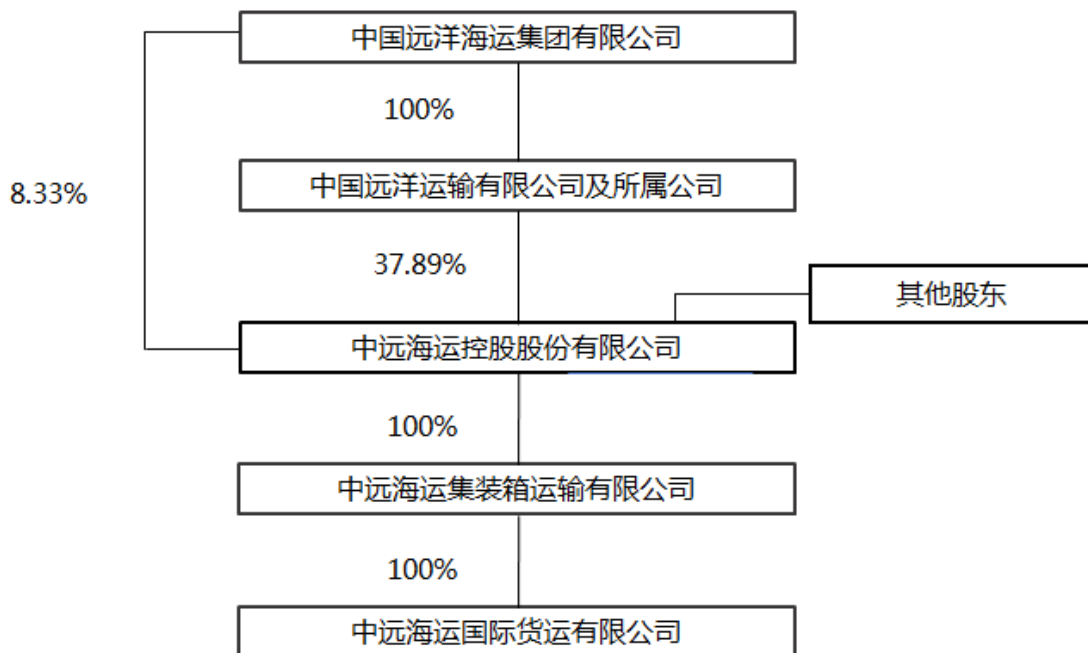 中国远洋海运集团有限公司
100%
8.33%
中国远洋运输有限公司及所属公司
37.89%
其他股东
中远海运控股股份有限公司
100%
中远海运集装箱运输有限公司
100%
中远海运国际货运有限公司